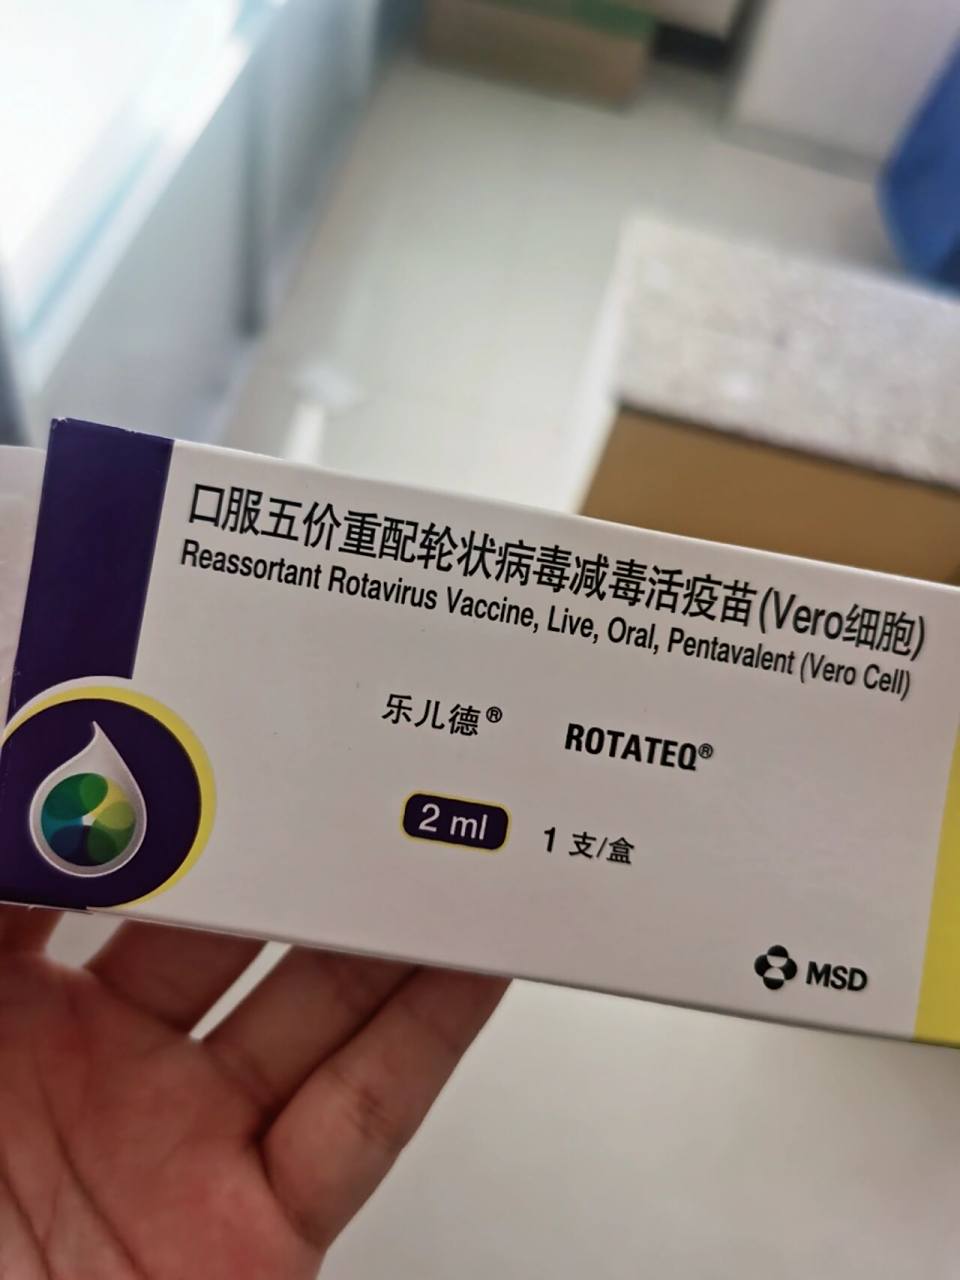 口服五价重配轮状病毒减毒活疫苗(Vero细胞)
Reassortant Rotavirus Vaccine, Live, Oral, Pentavalent (Vero Cell)
乐儿德® ROTATEQ®
2 ml 1 支/盒
MSD